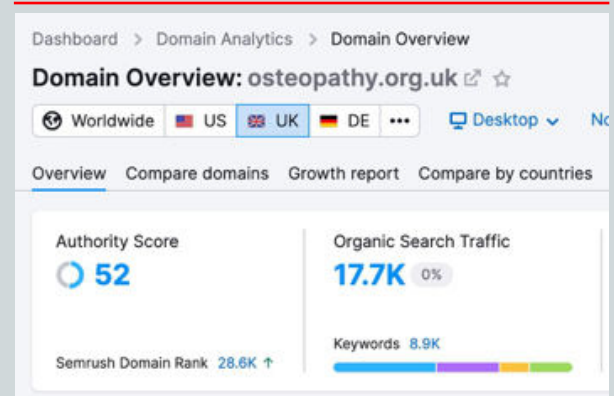 Dashboard > Domain Analytics > Domain Overview
Domain Overview: osteopathy.org.uk
Worldwide US UK DE ••• Desktop
Overview Compare domains Growth report Compare by countries
Authority Score
52
Semrush Domain Rank 28.6K ↑
Organic Search Traffic
17.7K 0%
Keywords 8.9K